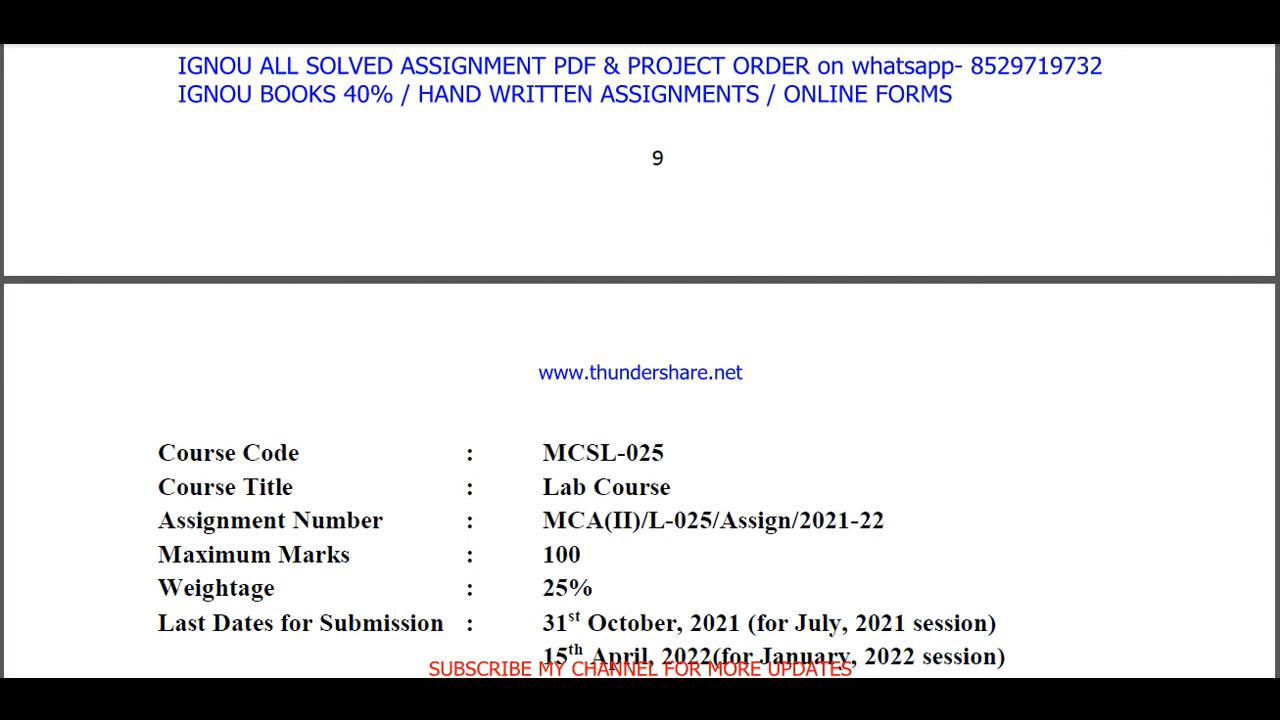 IGNOU ALL SOLVED ASSIGNMENT PDF & PROJECT ORDER on whatsapp- 8529719732
IGNOU BOOKS 40% / HAND WRITTEN ASSIGNMENTS / ONLINE FORMS
9
www.thundershare.net
Course Code : MCSL-025
Course Title : Lab Course
Assignment Number : MCA(II)/L-025/Assign/2021-22
Maximum Marks : 100
Weightage : 25%
Last Dates for Submission : 31st October, 2021 (for July, 2021 session)
15th April, 2022(for January, 2022 session)
SUBSCRIBE MY CHANNEL FOR MORE UPDATES